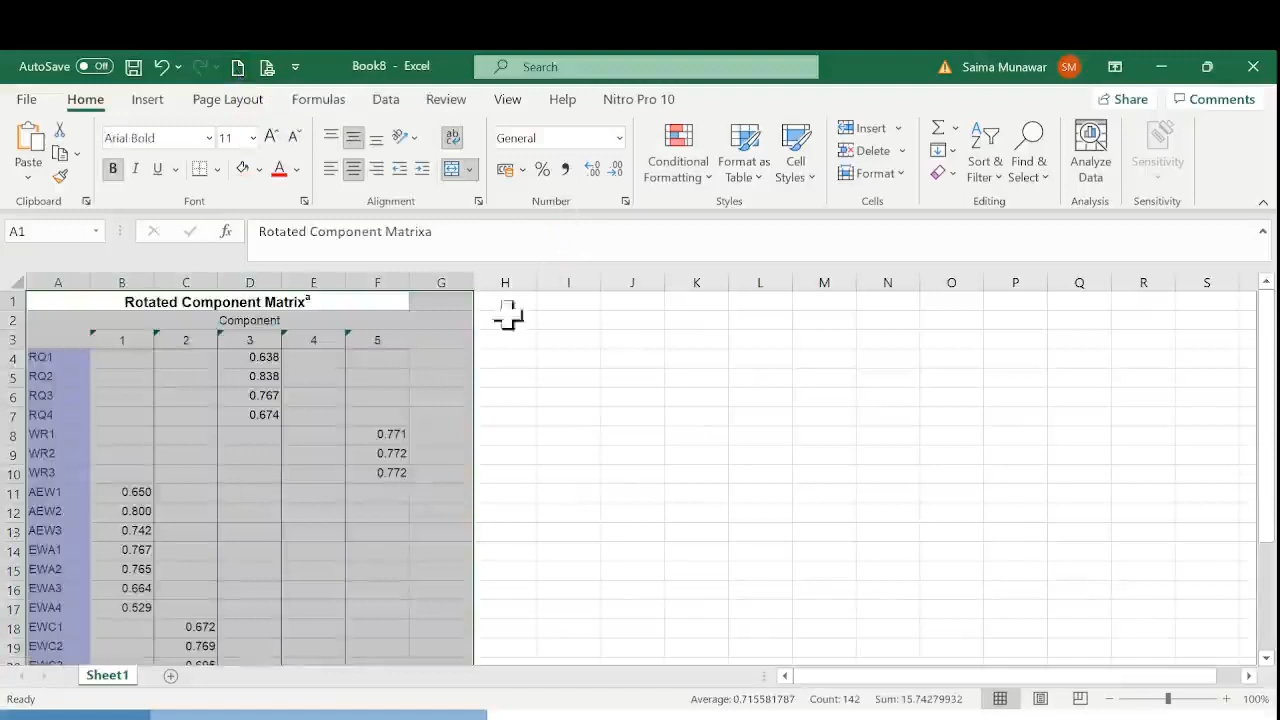 AutoSave Off Book8 - Excel Search Saima Munawar SM
File Home Insert Page Layout Formulas Data Review View Help Nitro Pro 10 Share Comments
Paste Arial Bold 11 General Conditional Formatting Format as Table Cell Styles Insert Delete Format Sort & Filter Find & Select Analyze Data Sensitivity
Clipboard Font Alignment Number Styles Cells Editing Analysis Sensitivity
A1 fx Rotated Component Matrixa
A B C D E F G H I J K L M N O P Q R S
1 Rotated Component Matrixa
2 Component
3 1 2 3 4 5
4 RQ1 0.638
5 RQ2 0.838
6 RQ3 0.767
7 RQ4 0.674
8 WR1 0.771
9 WR2 0.772
10 WR3 0.772
11 AEW1 0.650
12 AEW2 0.800
13 AEW3 0.742
14 EWA1 0.767
15 EWA2 0.765
16 EWA3 0.664
17 EWA4 0.529
18 EWC1 0.672
19 EWC2 0.769
Sheet1
Ready Average:0.715581787 Count: 142 Sum: 15.74279932 100%